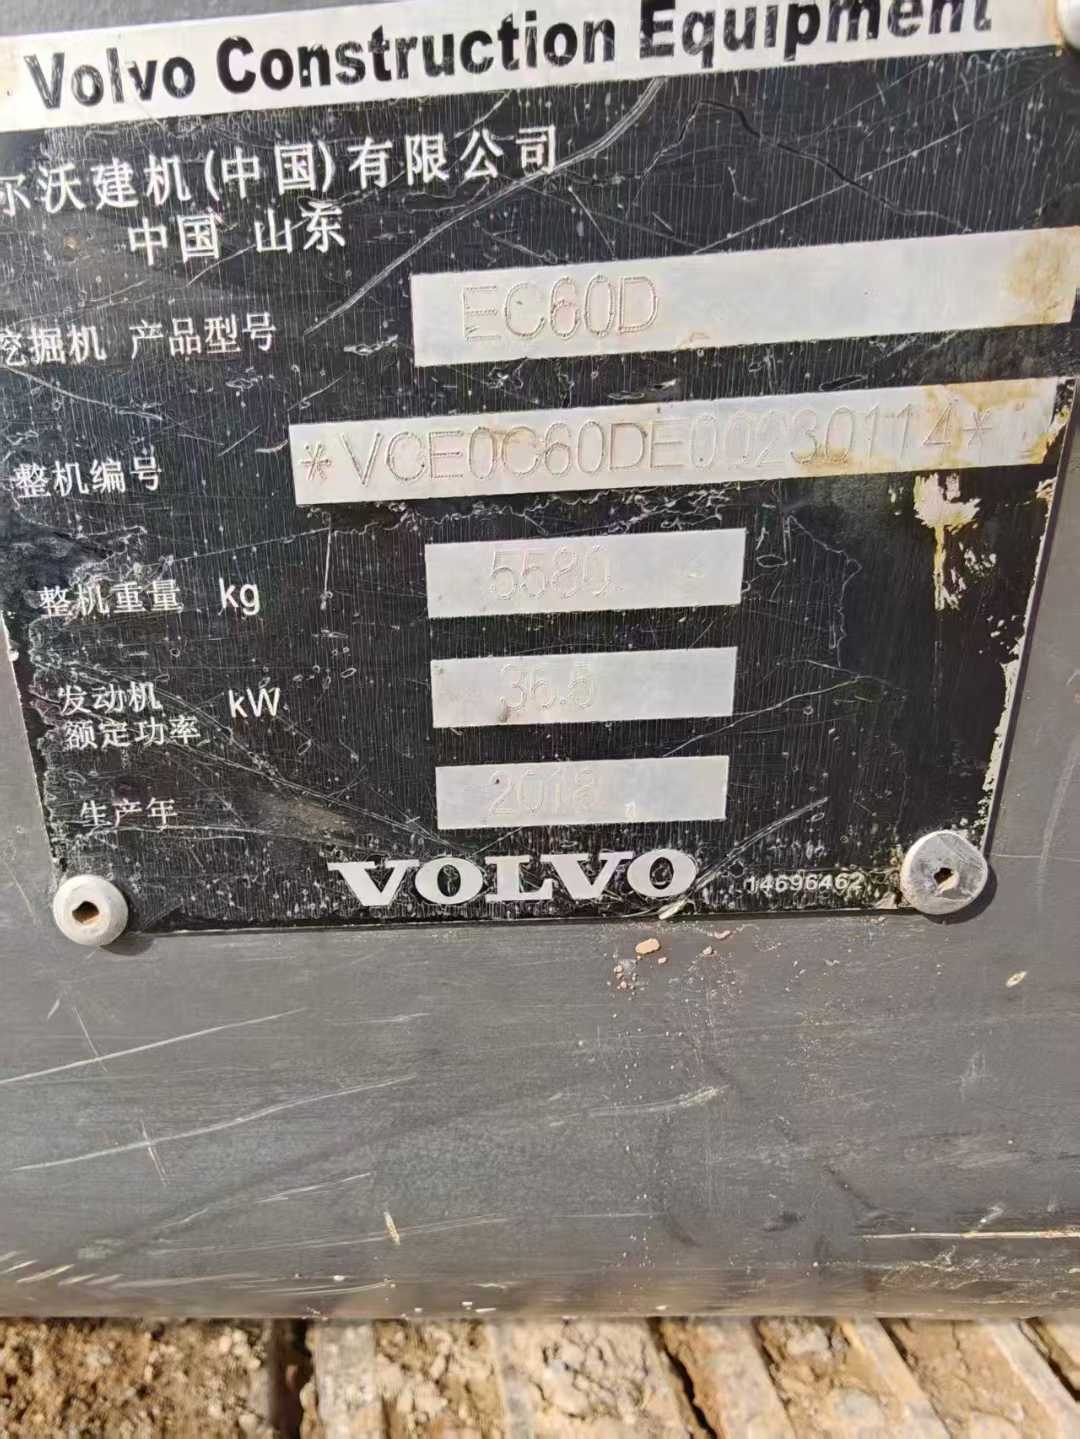 Volvo Construction Equipment
尔沃建机(中国)有限公司
中国 山东
挖掘机 产品型号 EC60D
整机编号 *VCE0C60DE00230114*
整机重量 kg 5580
发动机
额定功率 kW
生产年 2018
VOLVO 14696462